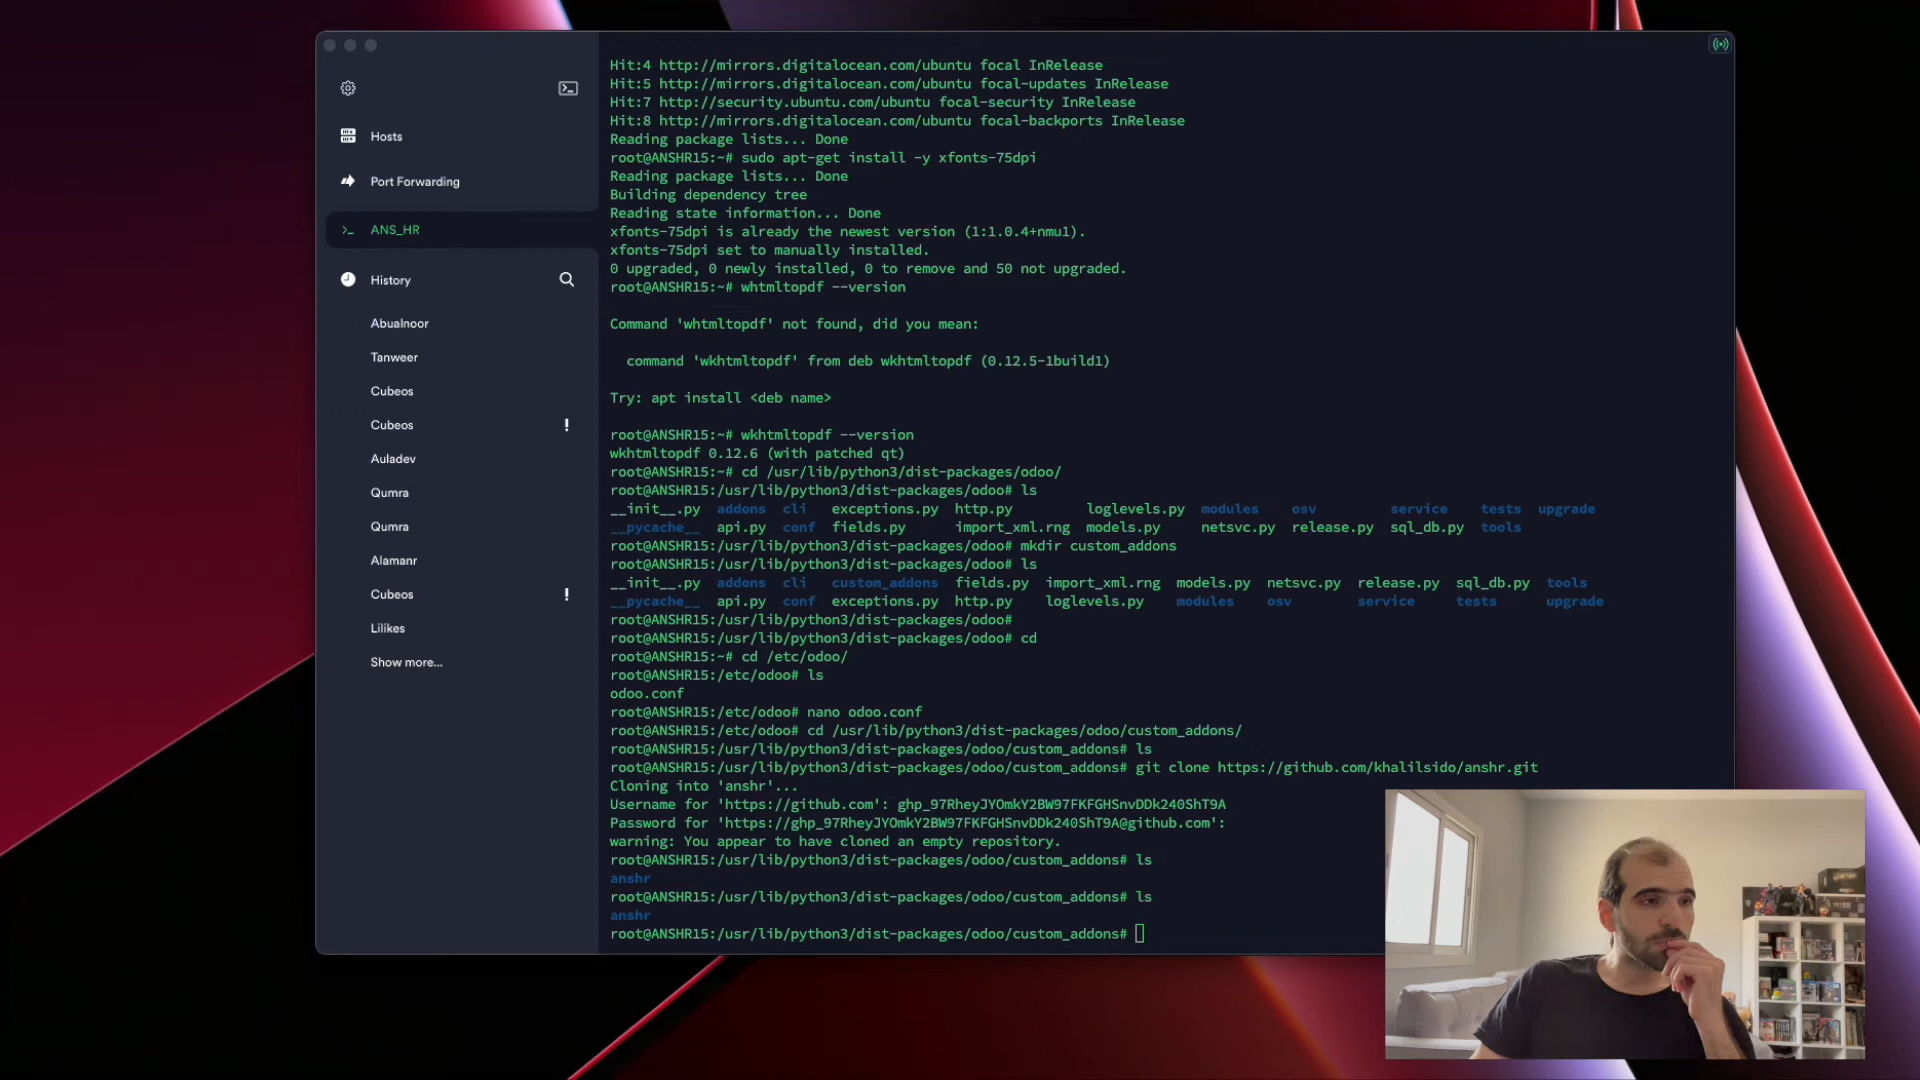 Hosts
Port Forwarding
ANS_HR
History
Abualnoor
Tanweer
Cubeos
Cubeos !
Auladev
Qumra
Qumra
Alamanr
Cubeos !
Lilikes
Show more...
Hit:4 http://mirrors.digitalocean.com/ubuntu focal InRelease
Hit:5 http://mirrors.digitalocean.com/ubuntu focal-updates InRelease
Hit:7 http://security.ubuntu.com/ubuntu focal-security InRelease
Hit:8 http://mirrors.digitalocean.com/ubuntu focal-backports InRelease
Reading package lists... Done
root@ANSHR15:~# sudo apt-get install -y xfonts-75dpi
Reading package lists... Done
Building dependency tree
Reading state information... Done
xfonts-75dpi is already the newest version (1:1.0.4+nmu1).
xfonts-75dpi set to manually installed.
0 upgraded, 0 newly installed, 0 to remove and 50 not upgraded.
root@ANSHR15:~# whtmltopdf --version
Command 'whtmltopdf' not found, did you mean:
command 'wkhtmltopdf' from deb wkhtmltopdf (0.12.5-1build1)
Try: apt install <deb name>
root@ANSHR15:~# wkhtmltopdf --version
wkhtmltopdf 0.12.6 (with patched qt)
root@ANSHR15:~# cd /usr/lib/python3/dist-packages/odoo/
root@ANSHR15:/usr/lib/python3/dist-packages/odoo# ls
__init__.py addons cli exceptions.py http.py loglevels.py modules osv service tests upgrade
__pycache__ api.py conf fields.py import_xml.rng models.py netsvc.py release.py sql_db.py tools
root@ANSHR15:/usr/lib/python3/dist-packages/odoo# mkdir custom_addons
root@ANSHR15:/usr/lib/python3/dist-packages/odoo# ls
__init__.py addons cli custom_addons fields.py import_xml.rng models.py netsvc.py release.py sql_db.py tools
__pycache__ api.py conf exceptions.py http.py loglevels.py modules osv service tests upgrade
root@ANSHR15:/usr/lib/python3/dist-packages/odoo#
root@ANSHR15:/usr/lib/python3/dist-packages/odoo# cd
root@ANSHR15:~# cd /etc/odoo/
root@ANSHR15:/etc/odoo# ls
odoo.conf
root@ANSHR15:/etc/odoo# nano odoo.conf
root@ANSHR15:/etc/odoo# cd /usr/lib/python3/dist-packages/odoo/custom_addons/
root@ANSHR15:/usr/lib/python3/dist-packages/odoo/custom_addons# ls
root@ANSHR15:/usr/lib/python3/dist-packages/odoo/custom_addons# git clone https://github.com/khalilsido/anshr.git
Cloning into 'anshr'...
Username for 'https://github.com': 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
Password for 'https://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@github.com':
warning: You appear to have cloned an empty repository.
root@ANSHR15:/usr/lib/python3/dist-packages/odoo/custom_addons# ls
anshr
root@ANSHR15:/usr/lib/python3/dist-packages/odoo/custom_addons# ls
anshr
root@ANSHR15:/usr/lib/python3/dist-packages/odoo/custom_addons#